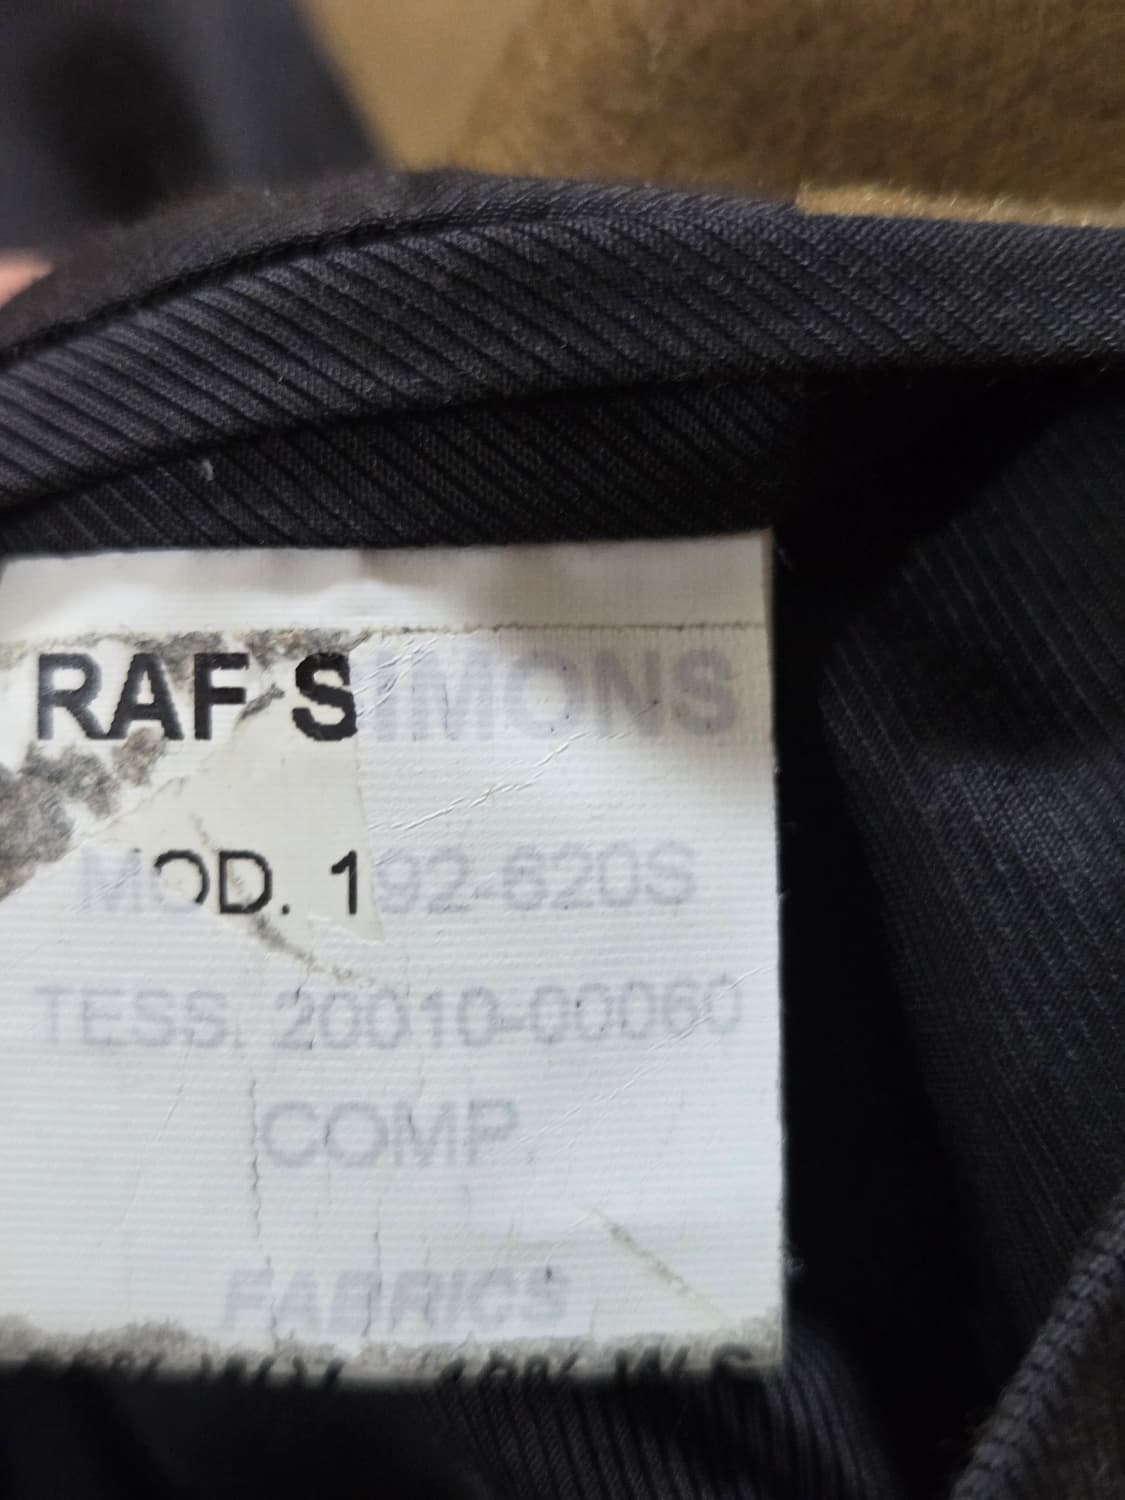 RAF SIMONS
MOD. 192-620S
TESS. 20010-00060
COMP.
FABRICS